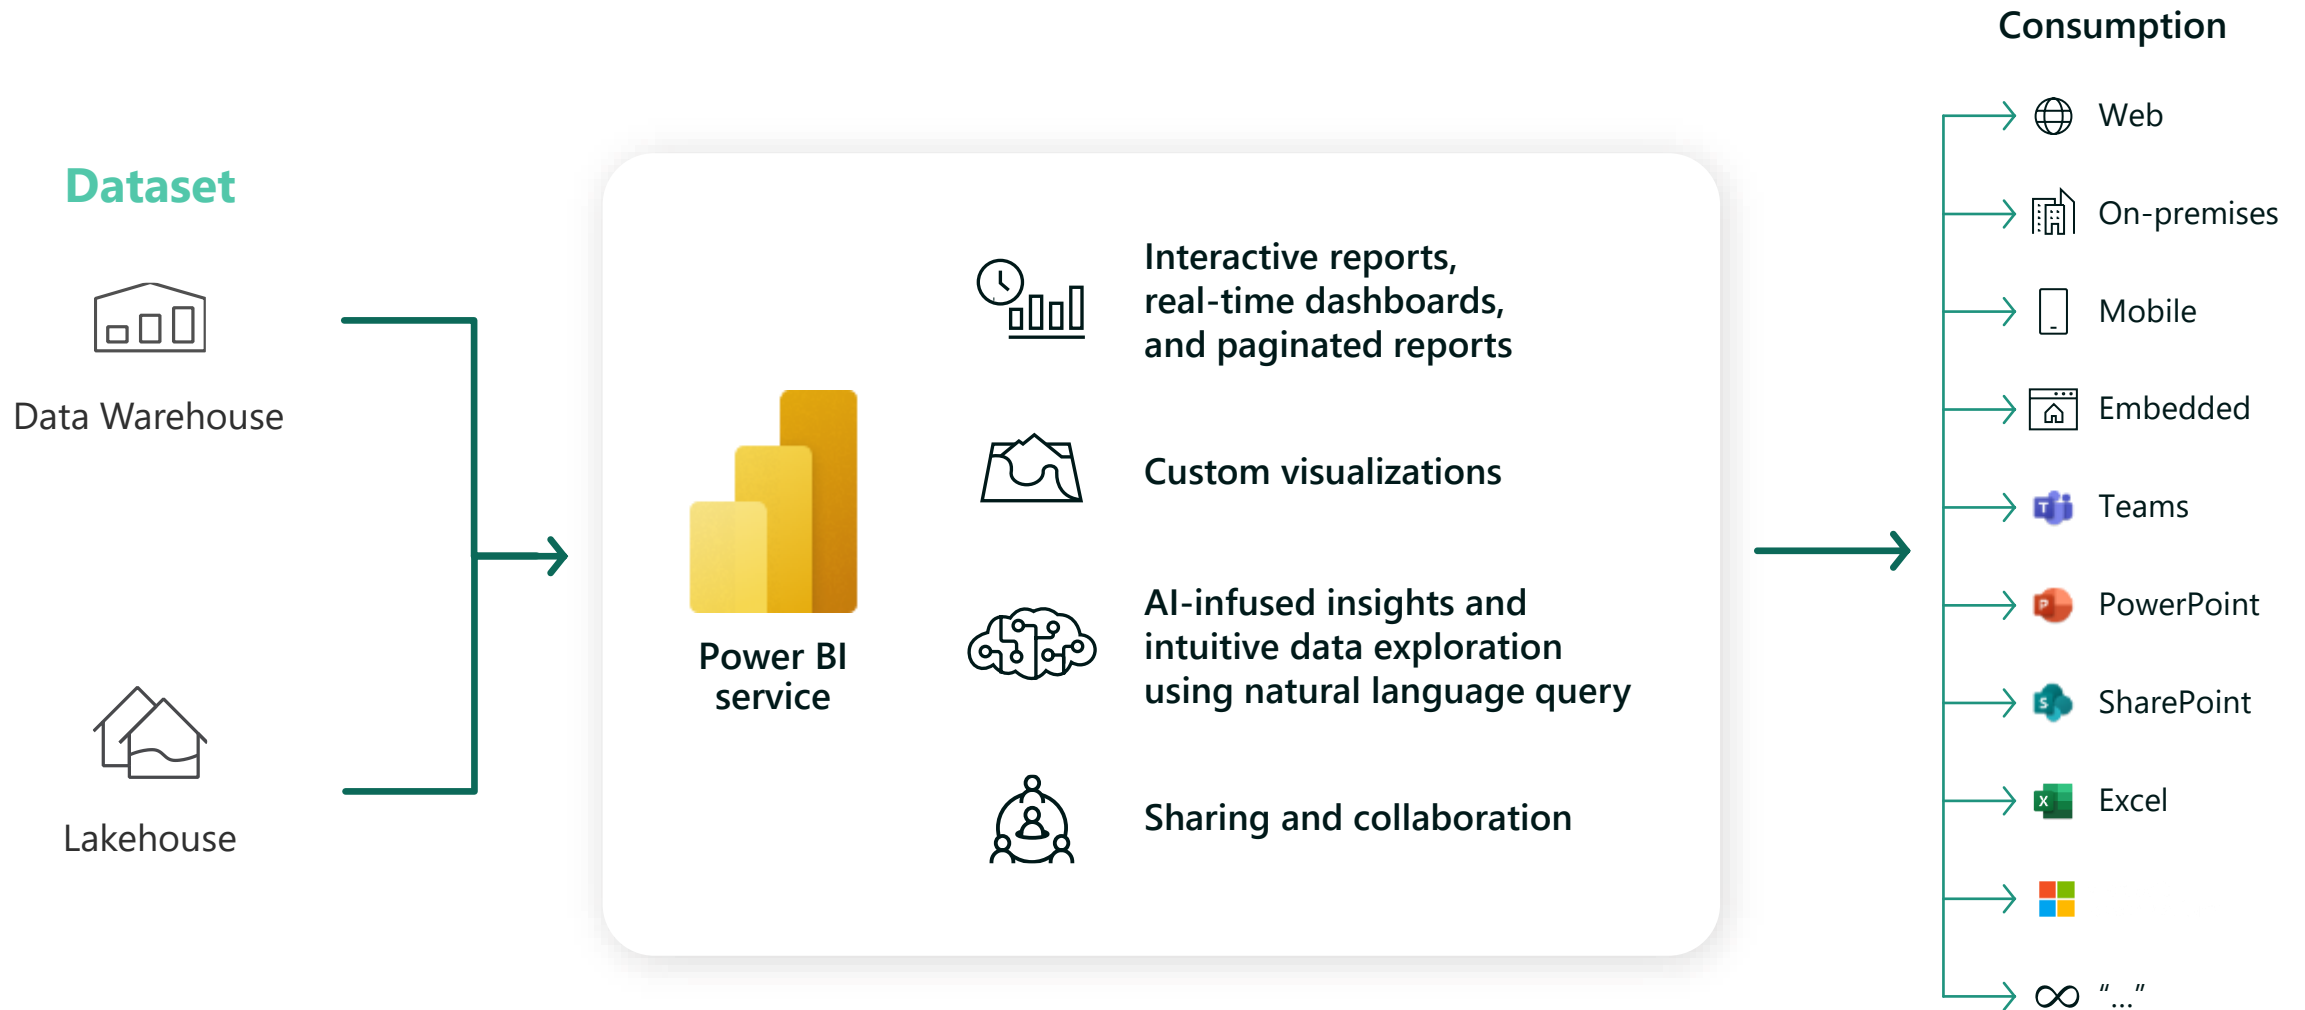 Dataset
Data Warehouse
Lakehouse
Power BI
service
Interactive reports,
real-time dashboards,
and paginated reports
Custom visualizations
AI-infused insights and
intuitive data exploration
using natural language query
Sharing and collaboration
Consumption
Web
On-premises
Mobile
Embedded
Teams
PowerPoint
SharePoint
Excel
“...”